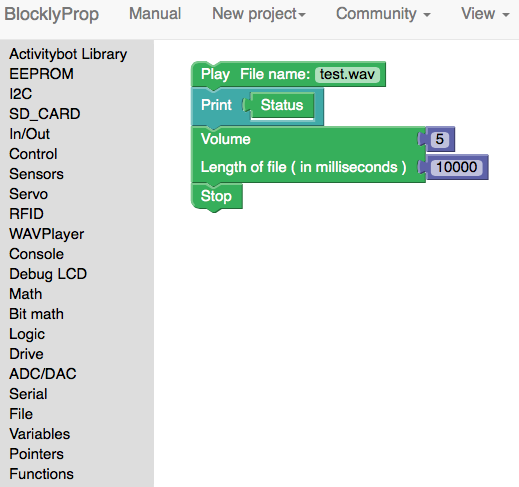 BlocklyProp Manual New project Community View
Activitybot Library
EEPROM
I2C
SD_CARD
In/Out
Control
Sensors
Servo
RFID
WAVPlayer
Console
Debug LCD
Math
Bit math
Logic
Drive
ADC/DAC
Serial
File
Variables
Pointers
Functions
Play File name: test.wav
Print Status
Volume 5
Length of file ( in milliseconds ) 10000
Stop